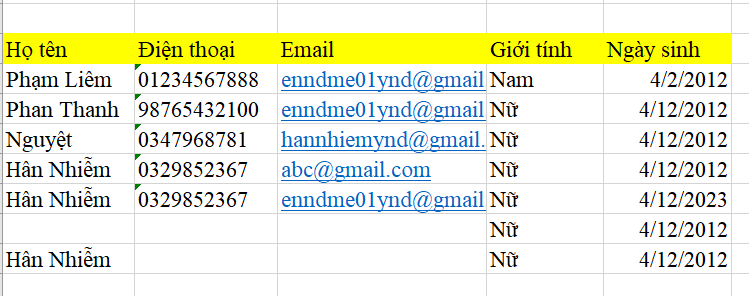 Họ tên Điện thoại Email Giới tính Ngày sinh
Phạm Liêm 01234567888 enndme01ynd@gmail Nam 4/2/2012
Phan Thanh 98765432100 enndme01ynd@gmail Nữ 4/12/2012
Nguyệt 0347968781 hannhiemynd@gmail. Nữ 4/12/2012
Hân Nhiễm 0329852367 abc@gmail.com Nữ 4/12/2012
Hân Nhiễm 0329852367 enndme01ynd@gmail Nữ 4/12/2023
Nữ 4/12/2012
Hân Nhiễm Nữ 4/12/2012